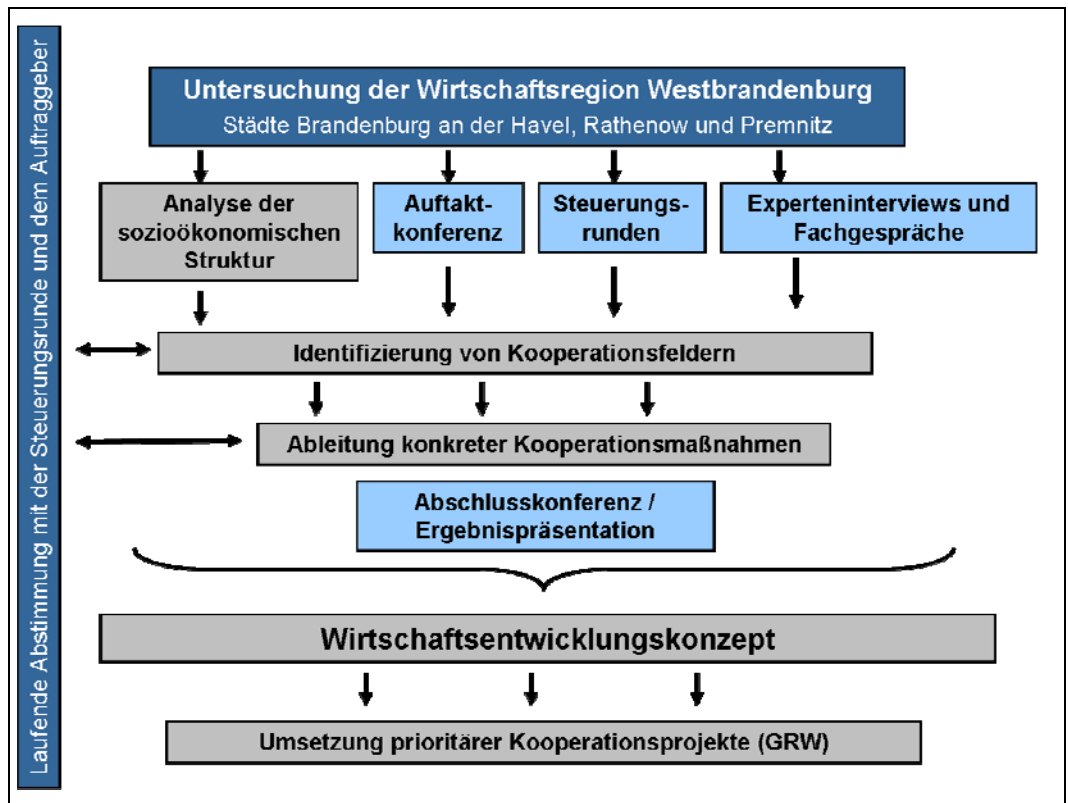 Laufende Abstimmung mit der Steuerungsrunde und dem Auftraggeber
Untersuchung der Wirtschaftsregion Westbrandenburg
Städte Brandenburg an der Havel, Rathenow und Premnitz
Analyse der
sozioökonomischen
Struktur
Auftakt-
konferenz
Steuerungs-
runden
Experteninterviews und
Fachgespräche
Identifizierung von Kooperationsfeldern
Ableitung konkreter Kooperationsmaßnahmen
Abschlusskonferenz /
Ergebnispräsentation
Wirtschaftsentwicklungskonzept
Umsetzung prioritärer Kooperationsprojekte (GRW)